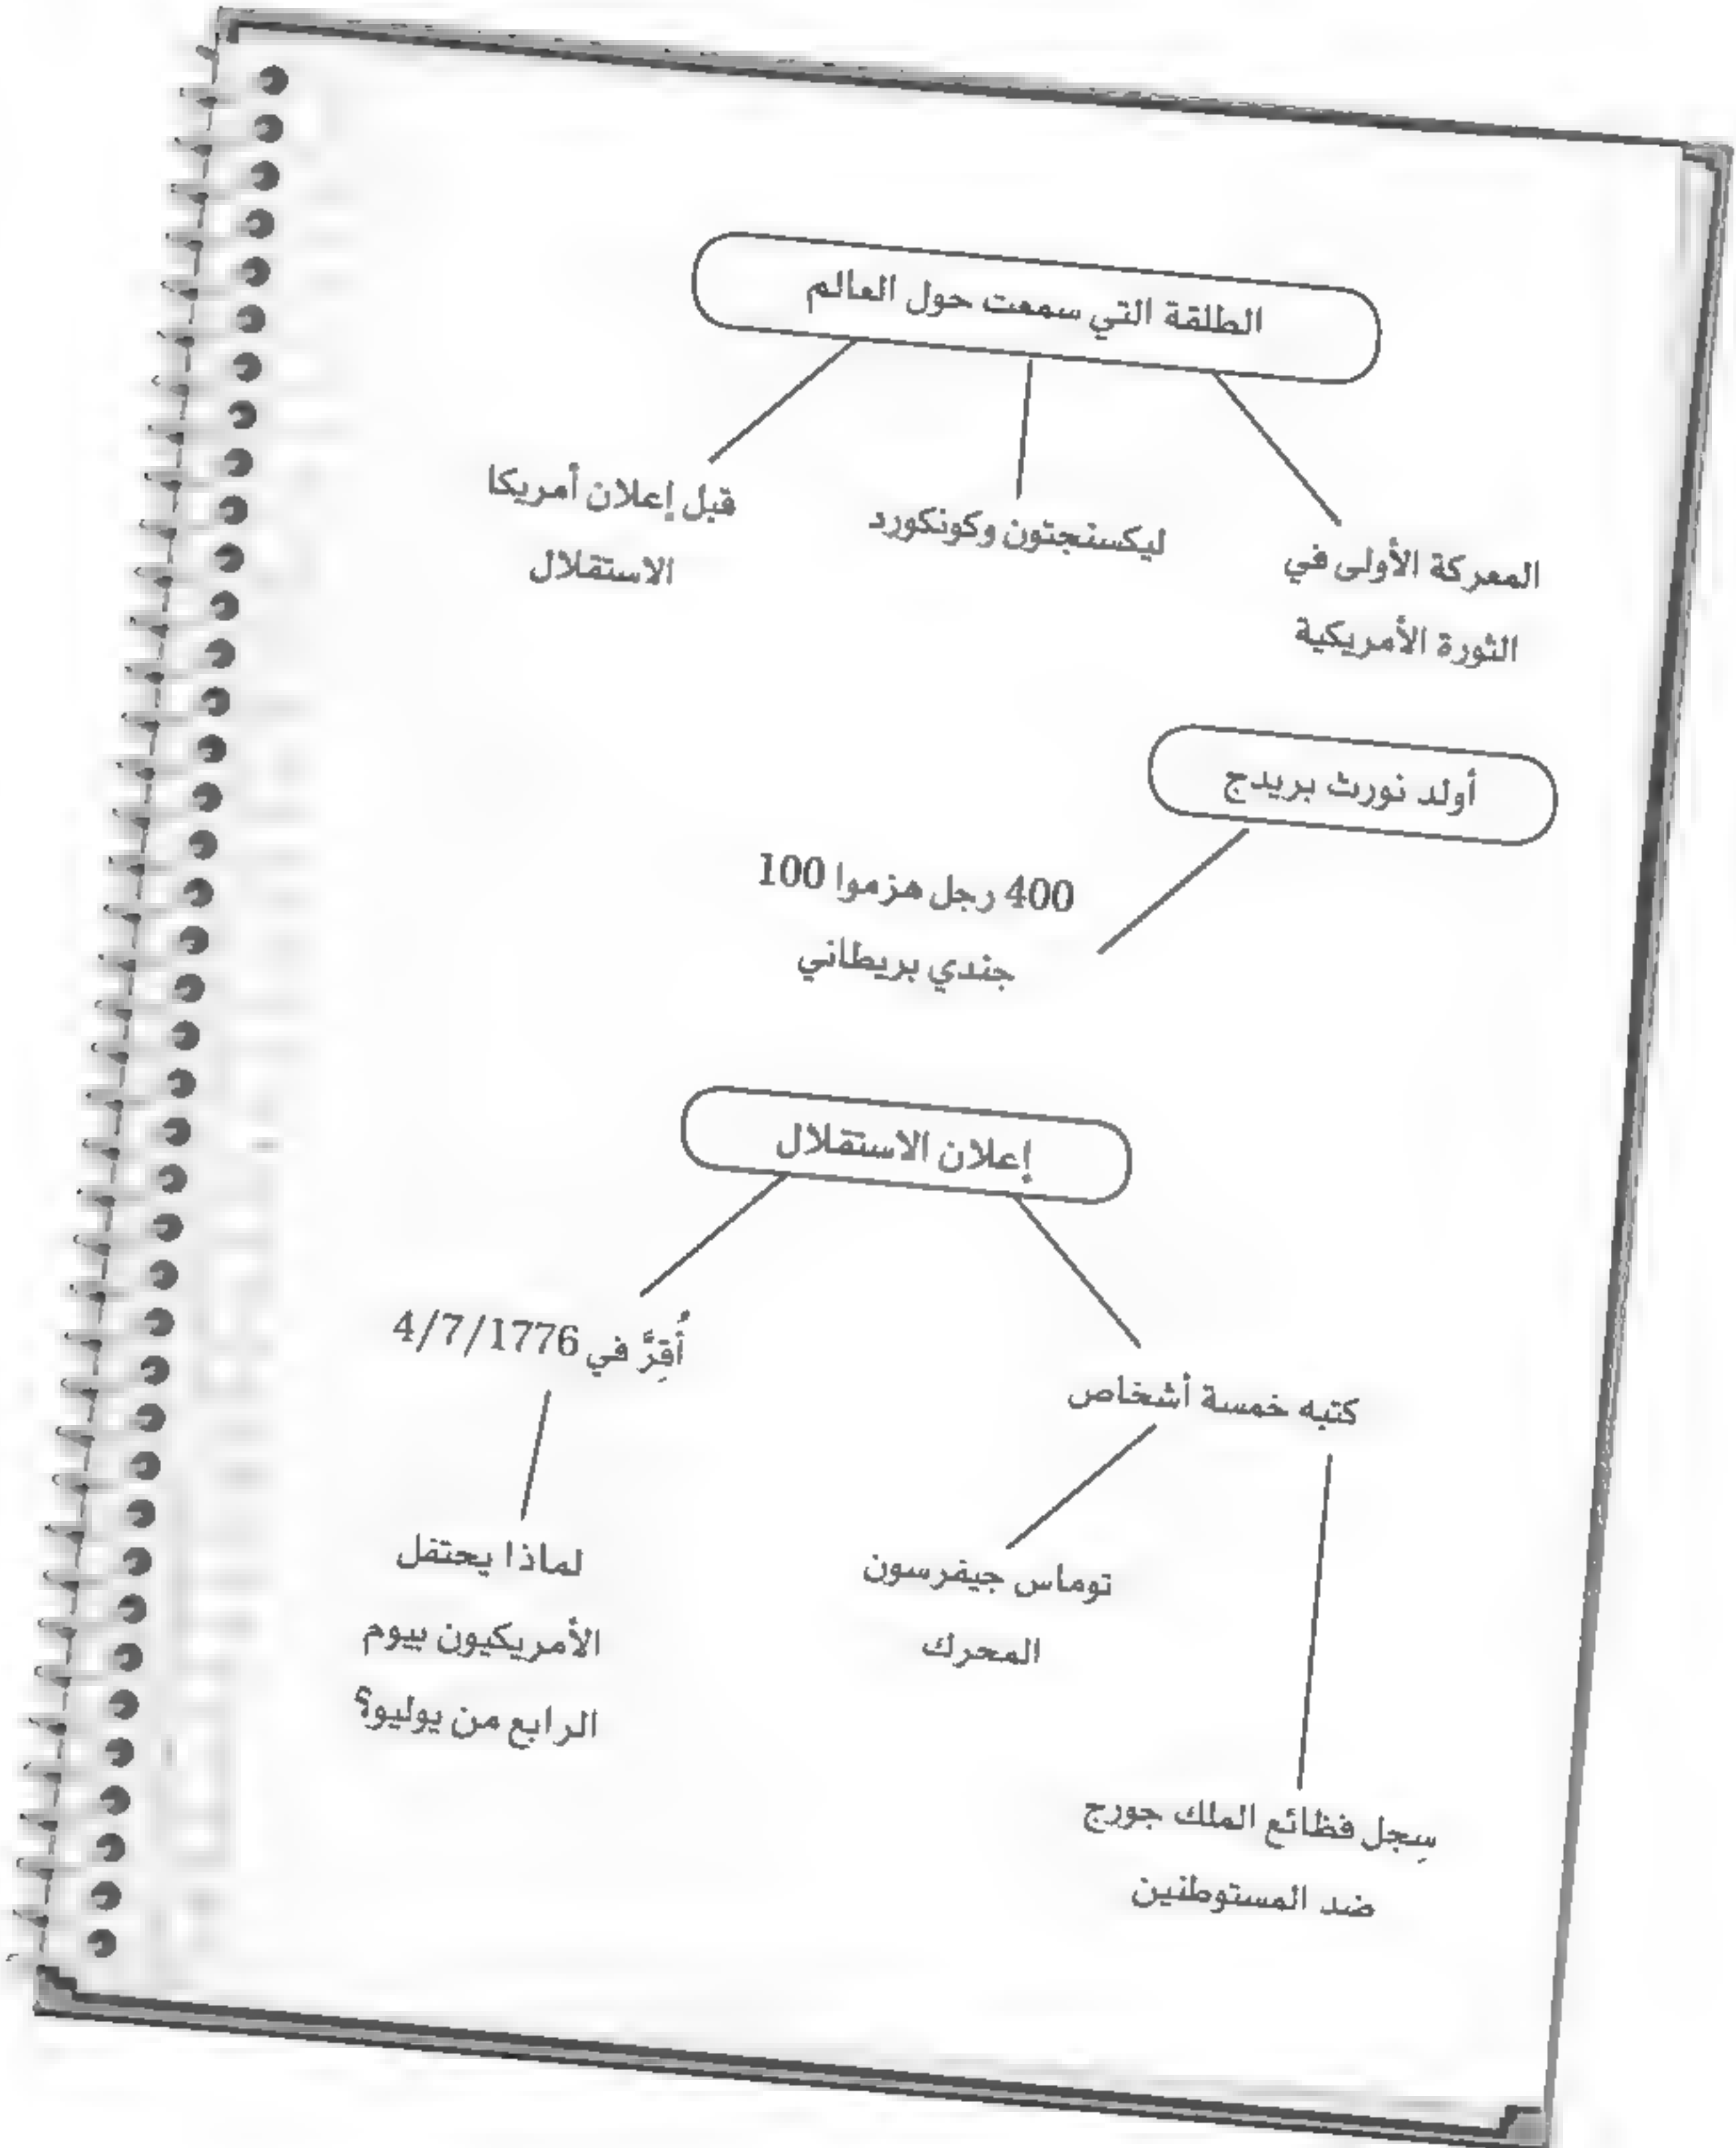 الطلقة التي سمعت حول العالم
المعركة الأولى في
الثورة الأمريكية
ليكسنجتون وكونكورد
قبل إعلان أمريكا
الاستقلال
أولد نورث بريدج
400 رجل هزموا 100
جندي بريطاني
إعلان الاستقلال
كتبه خمسة أشخاص
توماس جيفرسون
المحرك
سِجل فظائع الملك جورج
ضد المستوطنين
أُقِرَّ في 4/7/1776
لماذا يحتفل
الأمريكيون بيوم
الرابع من يوليو؟